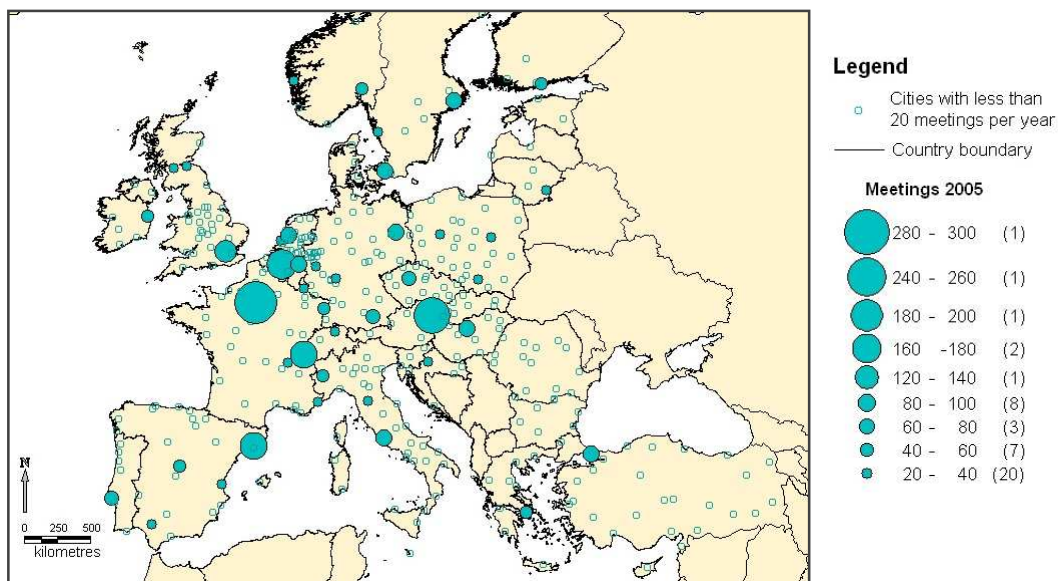 Legend
Cities with less than
20 meetings per year
Country boundary
Meetings 2005
280 - 300 (1)
240 - 260 (1)
180 - 200 (1)
160 -180 (2)
120 - 140 (1)
80 - 100 (8)
60 - 80 (3)
40 - 60 (7)
20 - 40 (20)
N
0 250 500
kilometres